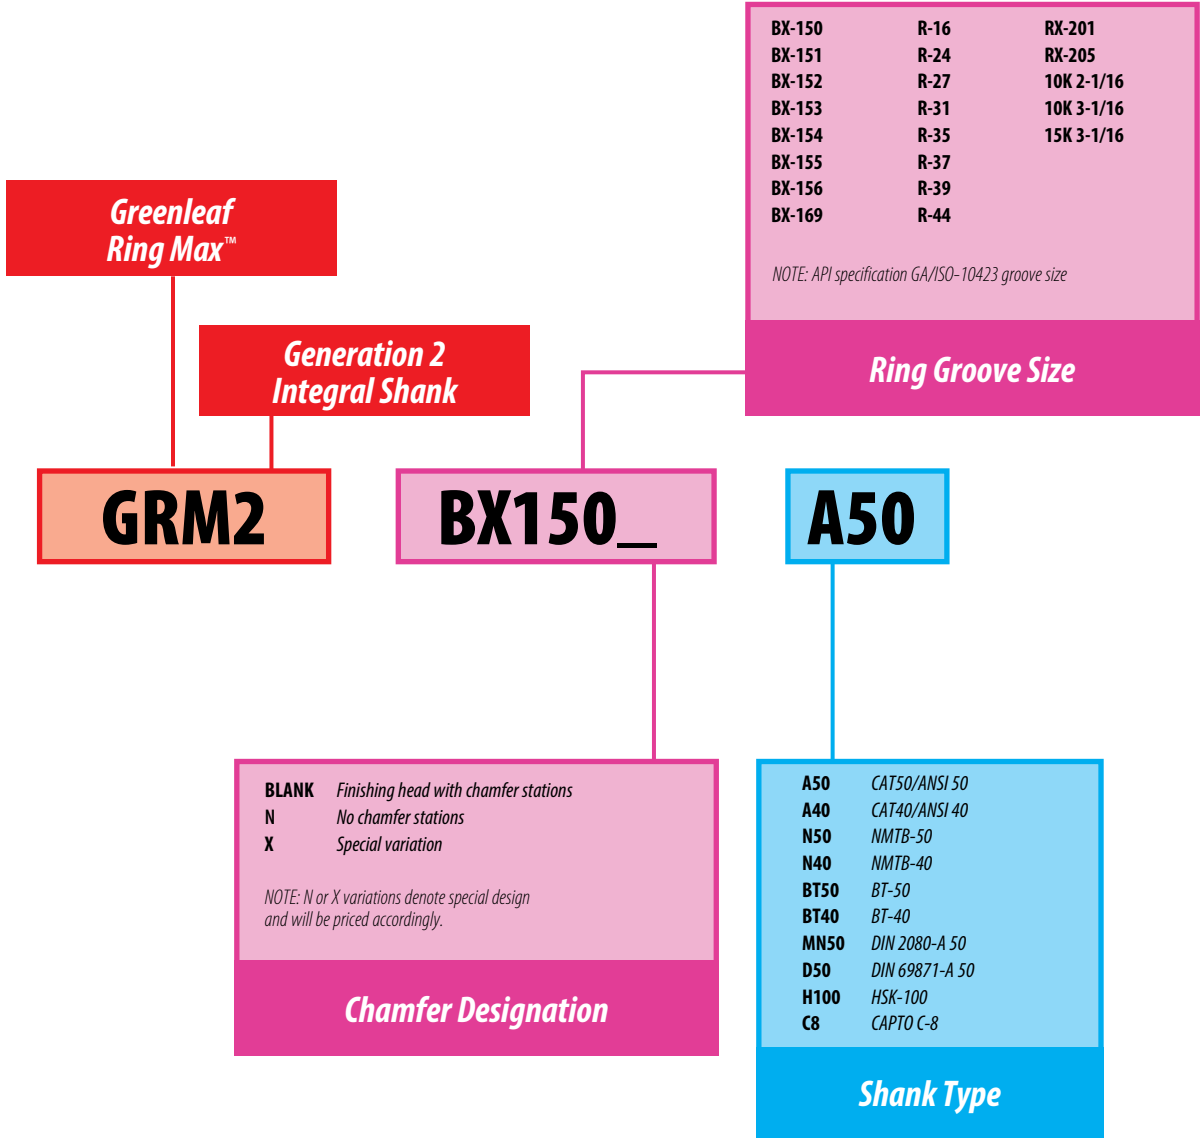 BX-150 R-16 RX-201
BX-151 R-24 RX-205
BX-152 R-27 10K 2-1/16
BX-153 R-31 10K 3-1/16
BX-154 R-35 15K 3-1/16
BX-155 R-37
BX-156 R-39
BX-169 R-44
NOTE: API specification GA/ISO-10423 groove size
Ring Groove Size
Greenleaf
Ring Max™
Generation 2
Integral Shank
GRM2 BX150_ A50
BLANK Finishing head with chamfer stations
N No chamfer stations
X Special variation
NOTE: N or X variations denote special design
and will be priced accordingly.
Chamfer Designation
A50 CAT50/ANSI 50
A40 CAT40/ANSI 40
N50 NMTB-50
N40 NMTB-40
BT50 BT-50
BT40 BT-40
MN50 DIN 2080-A 50
D50 DIN 69871-A 50
H100 HSK-100
C8 CAPTO C-8
Shank Type